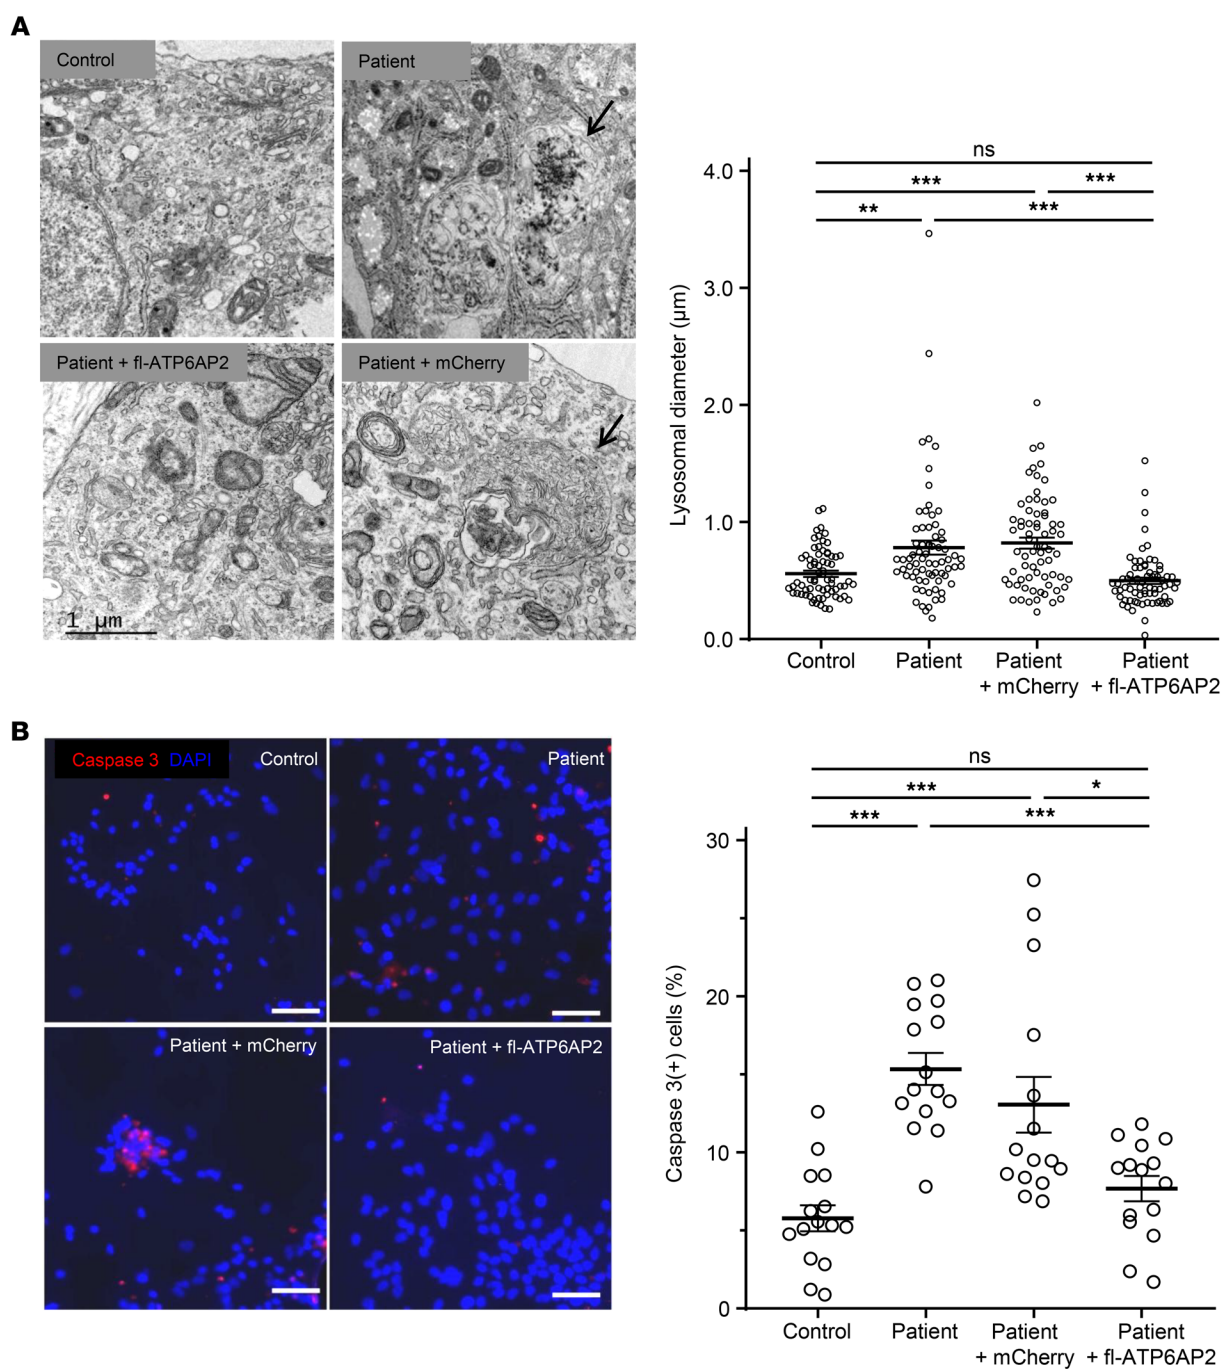 A
Control
Patient
Patient + fl-ATP6AP2
Patient + mCherry
1 µm
Lysosomal diameter (µm)
ns
*** ***
** ***
4.0
3.0
2.0
1.0
0.0
Control Patient Patient + mCherry Patient + fl-ATP6AP2
B
Caspase 3 DAPI Control
Patient
Patient + mCherry
Patient + fl-ATP6AP2
Caspase 3(+) cells (%)
ns
*** *
*** ***
30
20
10
0
Control Patient Patient + mCherry Patient + fl-ATP6AP2